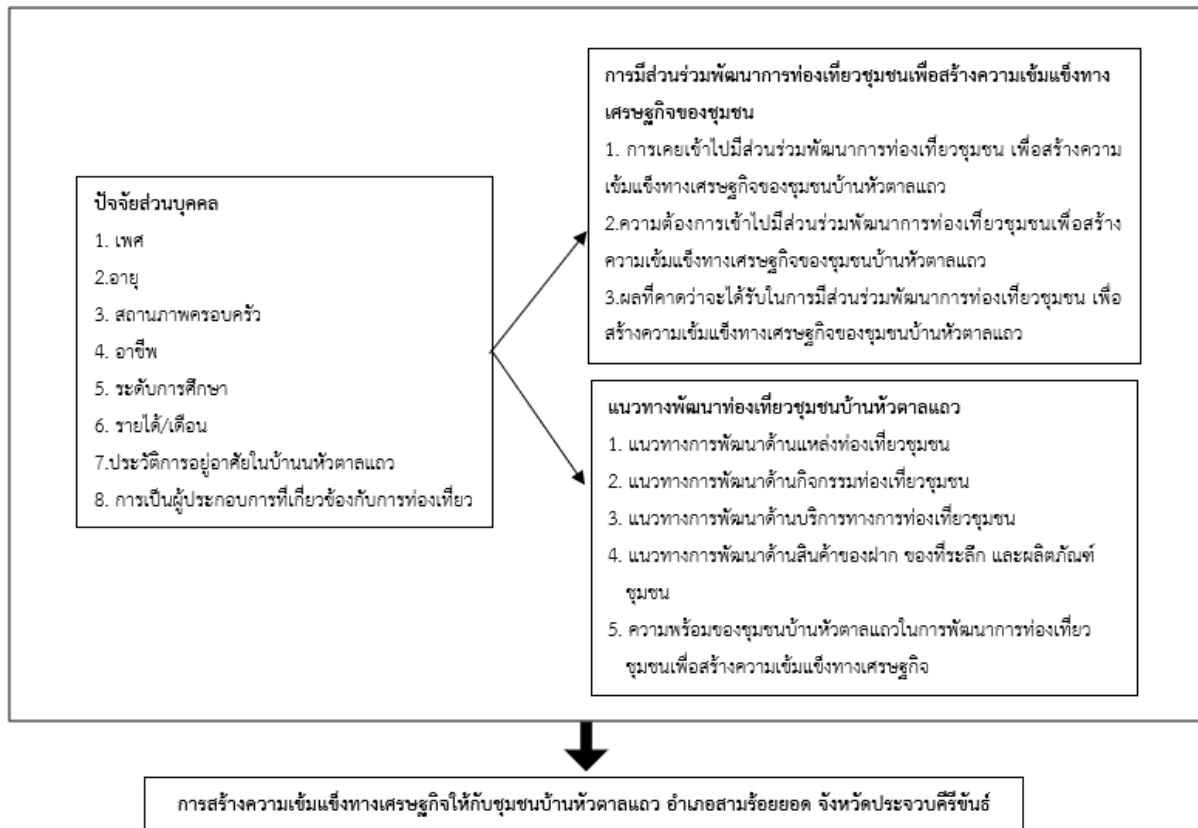 ปัจจัยส่วนบุคคล
1. เพศ
2.อายุ
3. สถานภาพครอบครัว
4. อาชีพ
5. ระดับการศึกษา
6. รายได้/เดือน
7.ประวัติการอยู่อาศัยในบ้านนหัวตาลแถว
8. การเป็นผู้ประกอบการที่เกี่ยวข้องกับการท่องเที่ยว
การมีส่วนร่วมพัฒนาการท่องเที่ยวชุมชนเพื่อสร้างความเข้มแข็งทาง
เศรษฐกิจของชุมชน
1. การเคยเข้าไปมีส่วนร่วมพัฒนาการท่องเที่ยวชุมชน เพื่อสร้างความ
เข้มแข็งทางเศรษฐกิจของชุมชนบ้านหัวตาลแถว
2.ความต้องการเข้าไปมีส่วนร่วมพัฒนาการท่องเที่ยวชุมชนเพื่อสร้าง
ความเข้มแข็งทางเศรษฐกิจของชุมชนบ้านหัวตาลแถว
3.ผลที่คาดว่าจะได้รับในการมีส่วนร่วมพัฒนาการท่องเที่ยวชุมชน เพื่อ
สร้างความเข้มแข็งทางเศรษฐกิจของชุมชนบ้านหัวตาลแถว
แนวทางพัฒนาท่องเที่ยวชุมชนบ้านหัวตาลแถว
1. แนวทางการพัฒนาด้านแหล่งท่องเที่ยวชุมชน
2. แนวทางการพัฒนาด้านกิจกรรมท่องเที่ยวชุมชน
3. แนวทางการพัฒนาด้านบริการทางการท่องเที่ยวชุมชน
4. แนวทางการพัฒนาด้านสินค้าของฝาก ของที่ระลึก และผลิตภัณฑ์
ชุมชน
5. ความพร้อมของชุมชนบ้านหัวตาลแถวในการพัฒนาการท่องเที่ยว
ชุมชนเพื่อสร้างความเข้มแข็งทางเศรษฐกิจ
การสร้างความเข้มแข็งทางเศรษฐกิจให้กับชุมชนบ้านหัวตาลแถว อำเภอสามร้อยยอด จังหวัดประจวบคีรีขันธ์